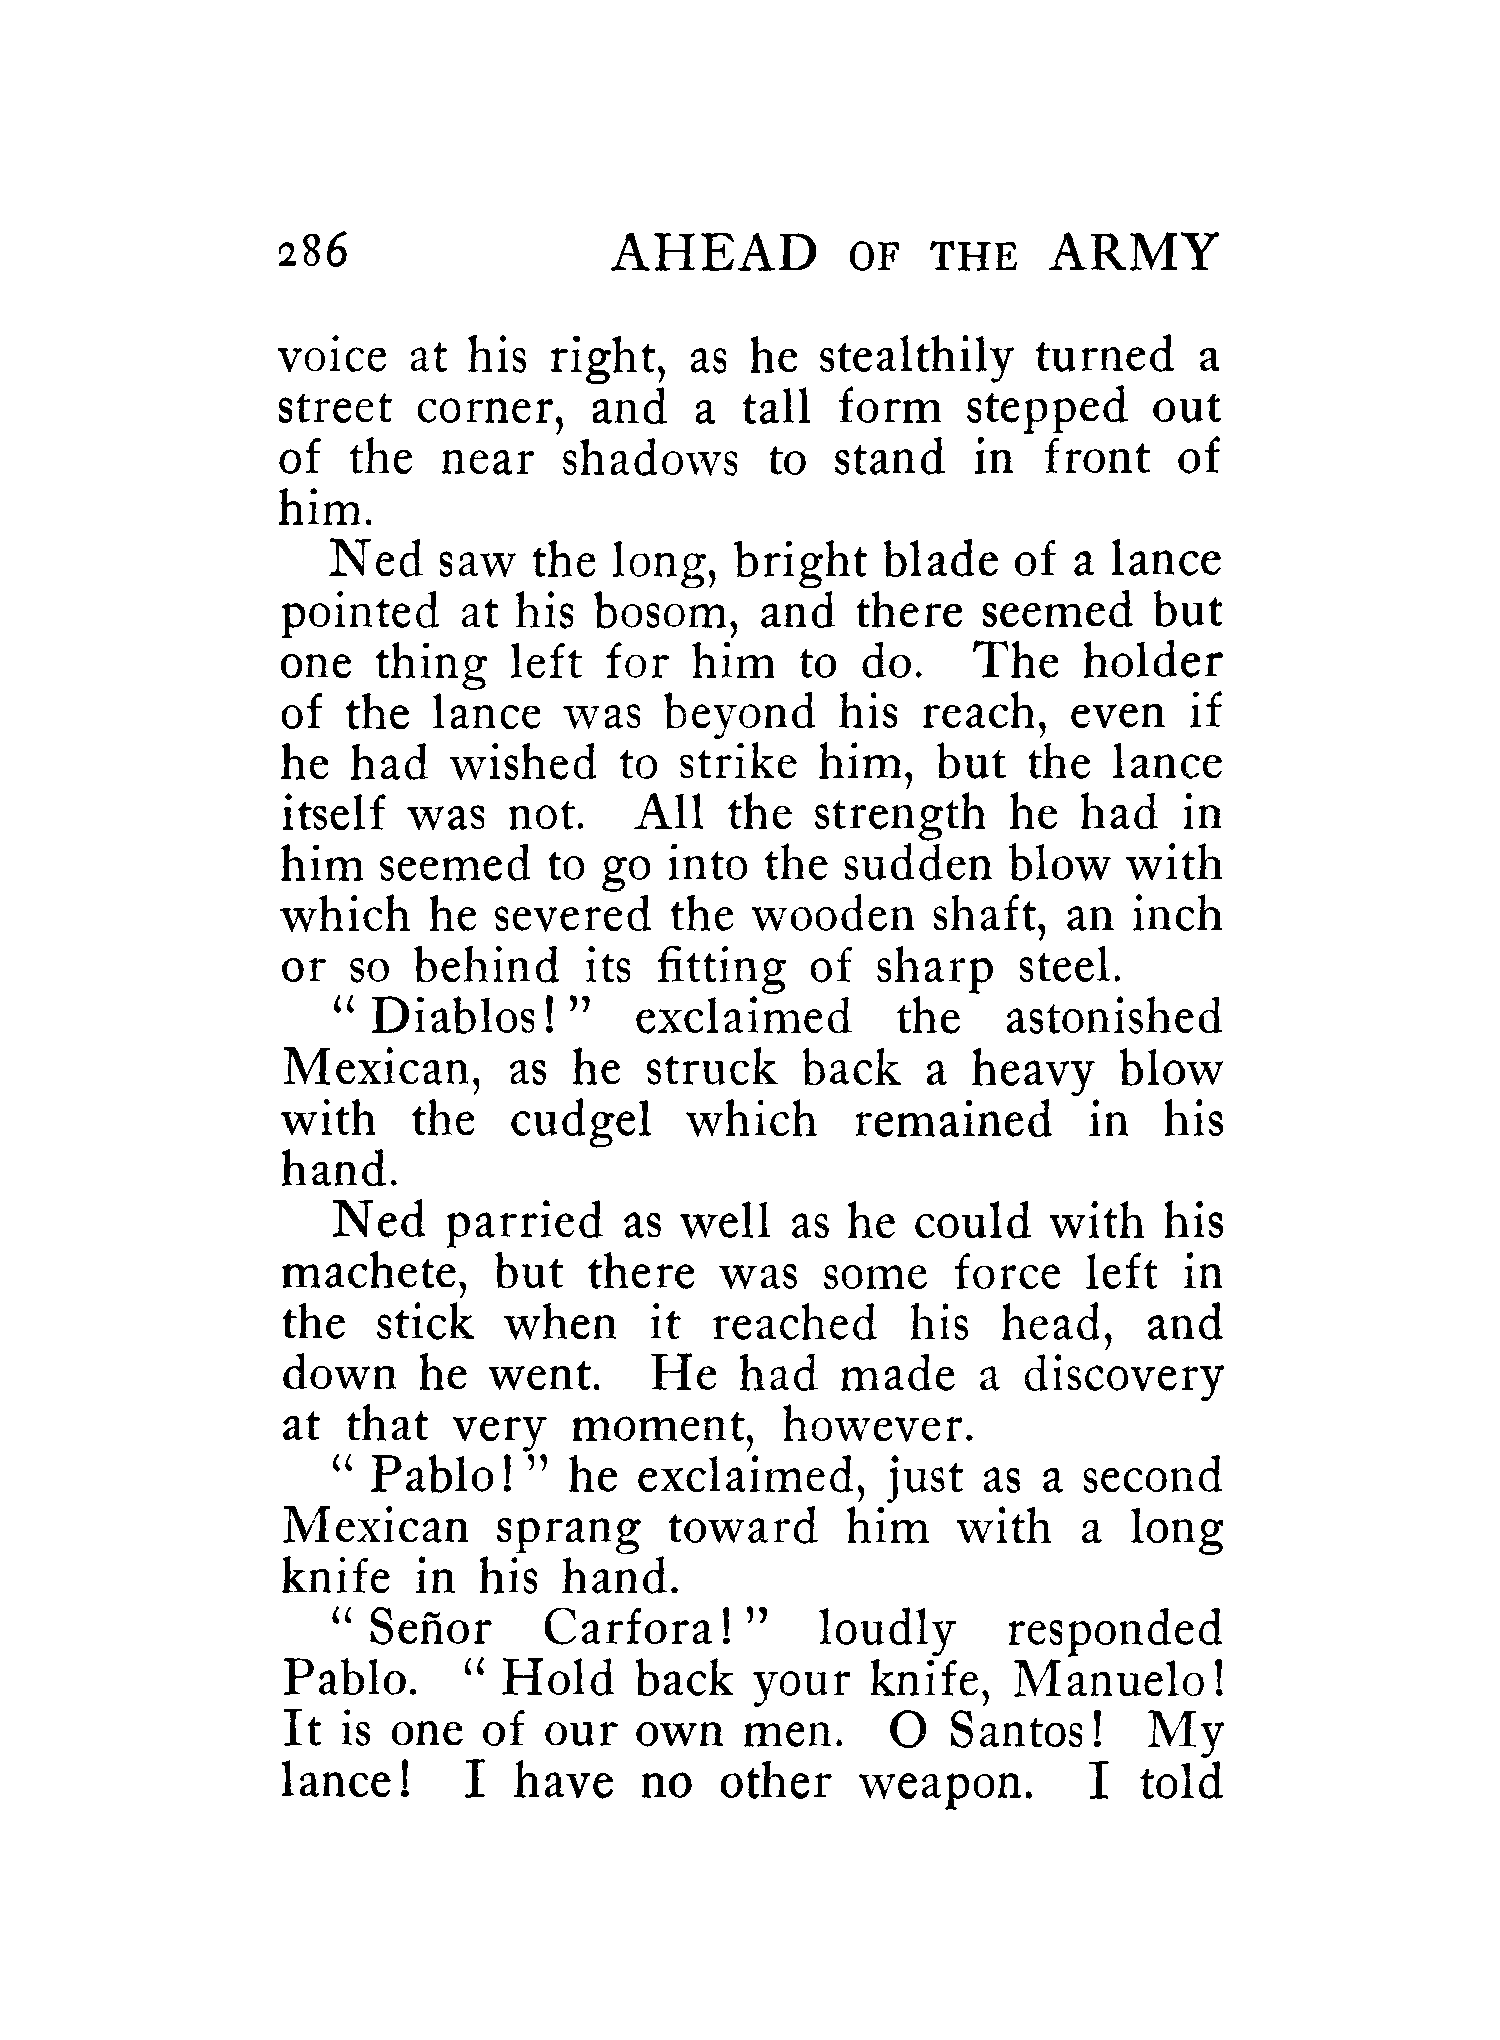 286 AHEAD OF THE ARMY
voice at his right, as he stealthily turned a
street corner, and a tall form stepped out
of the near shadows to stand in front of
him.
Ned saw the long, bright blade of a lance
pointed at his bosom, and there seemed but
one thing left for him to do. The holder
of the lance was beyond his reach, even if
he had wished to strike him, but the lance
itself was not. All the strength he had in
him seemed to go into the sudden blow with
which he severed the wooden shaft, an inch
or so behind its fitting of sharp steel.
" Diablos! " exclaimed the astonished
Mexican, as he struck back a heavy blow
with the cudgel which remained in his
hand.
Ned parried as well as he could with his
machete, but there was some force left in
the stick when it reached his head, and
down he went. He had made a discovery
at that very moment, however.
" Pablo! " he exclaimed, just as a second
Mexican sprang toward him with a long
knife in his hand.
" Señor Carfora! " loudly responded
Pablo. " Hold back your knife, Manuelo!
It is one of our own men. O Santos! My
lance! I have no other weapon. I told